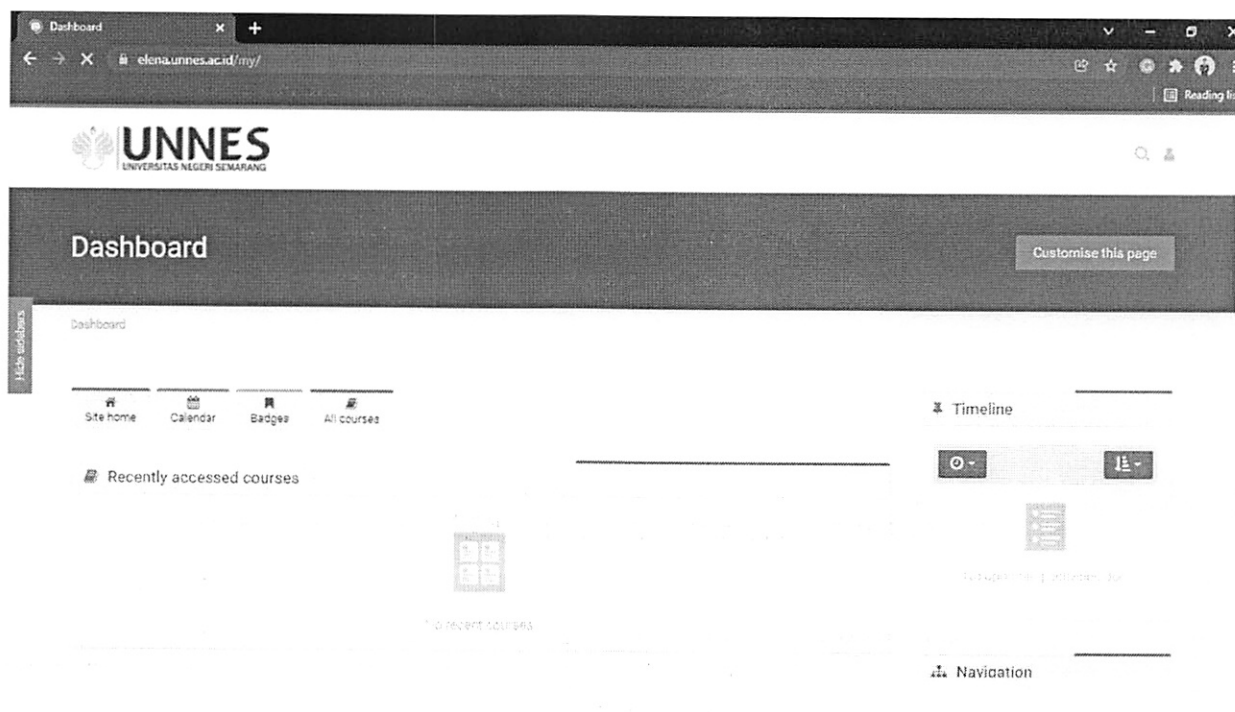 Dashboard
elena.unnes.ac.id/my/
Reading lis
UNNES
UNIVERSITAS NEGERI SEMARANG
Dashboard
Customise this page
Hide sidebars
Dashboard
Site home
Calendar
Badges
All courses
Timeline
Recently accessed courses
No recent courses
Navigation